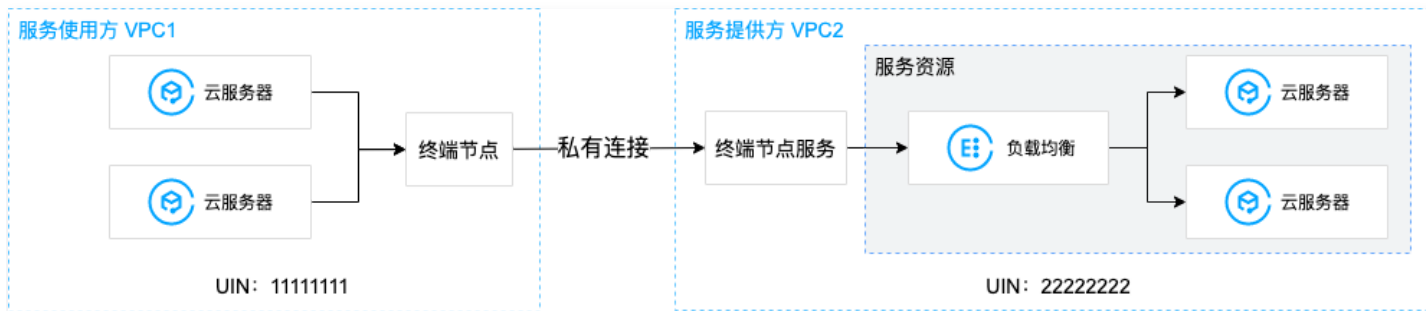 服务使用方 VPC1
云服务器
云服务器
终端节点
UIN：11111111
私有连接
服务提供方 VPC2
终端节点服务
服务资源
负载均衡
云服务器
云服务器
UIN：22222222